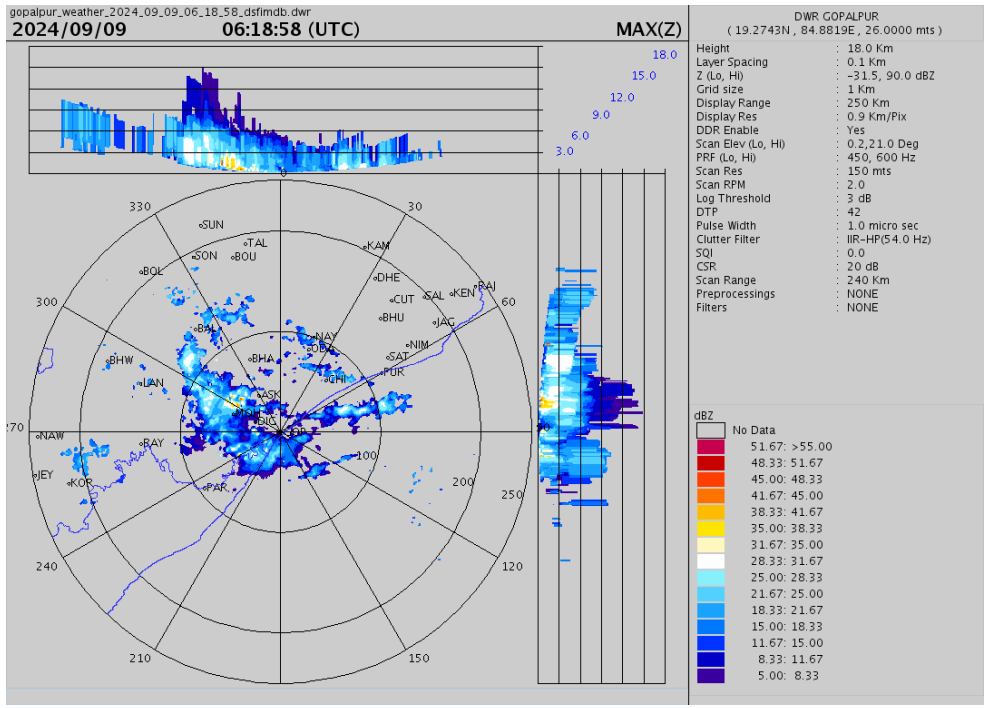 gopalpur_weather_2024_09_09_06_18_58_dsfimdb.dwr
2024/09/09 06:18:58 (UTC) MAX(Z)
18.0
15.0
12.0
9.0
6.0
3.0
0
330
30
300
60
270
240
120
210
150
100
200
250
SUN
TAL
SON
BOU
KAM
BOL
DHE
RAJ
CUT
SAL
KEN
BHU
JAG
BAL
NAY
ODA
NIM
SAT
BHW
BHA
PUR
LAN
CHI
ASK
MOH
DIG
GOP
NAW
RAY
JEY
KOR
PAR
DWR GOPALPUR
( 19.2743N , 84.8819E , 26.0000 mts )
Height : 18.0 Km
Layer Spacing : 0.1 Km
Z (Lo, Hi) : -31.5, 90.0 dBZ
Grid size : 1 Km
Display Range : 250 Km
Display Res : 0.9 Km/Pix
DDR Enable : Yes
Scan Elev (Lo, Hi) : 0.2,21.0 Deg
PRF (Lo, Hi) : 450, 600 Hz
Scan Res : 150 mts
Scan RPM : 2.0
Log Threshold : 3 dB
DTP : 42
Pulse Width : 1.0 micro sec
Clutter Filter : IIR-HP(54.0 Hz)
SQI : 0.0
CSR : 20 dB
Scan Range : 240 Km
Preprocessings : NONE
Filters : NONE
dBZ
No Data
51.67: >55.00
48.33: 51.67
45.00: 48.33
41.67: 45.00
38.33: 41.67
35.00: 38.33
31.67: 35.00
28.33: 31.67
25.00: 28.33
21.67: 25.00
18.33: 21.67
15.00: 18.33
11.67: 15.00
8.33: 11.67
5.00: 8.33